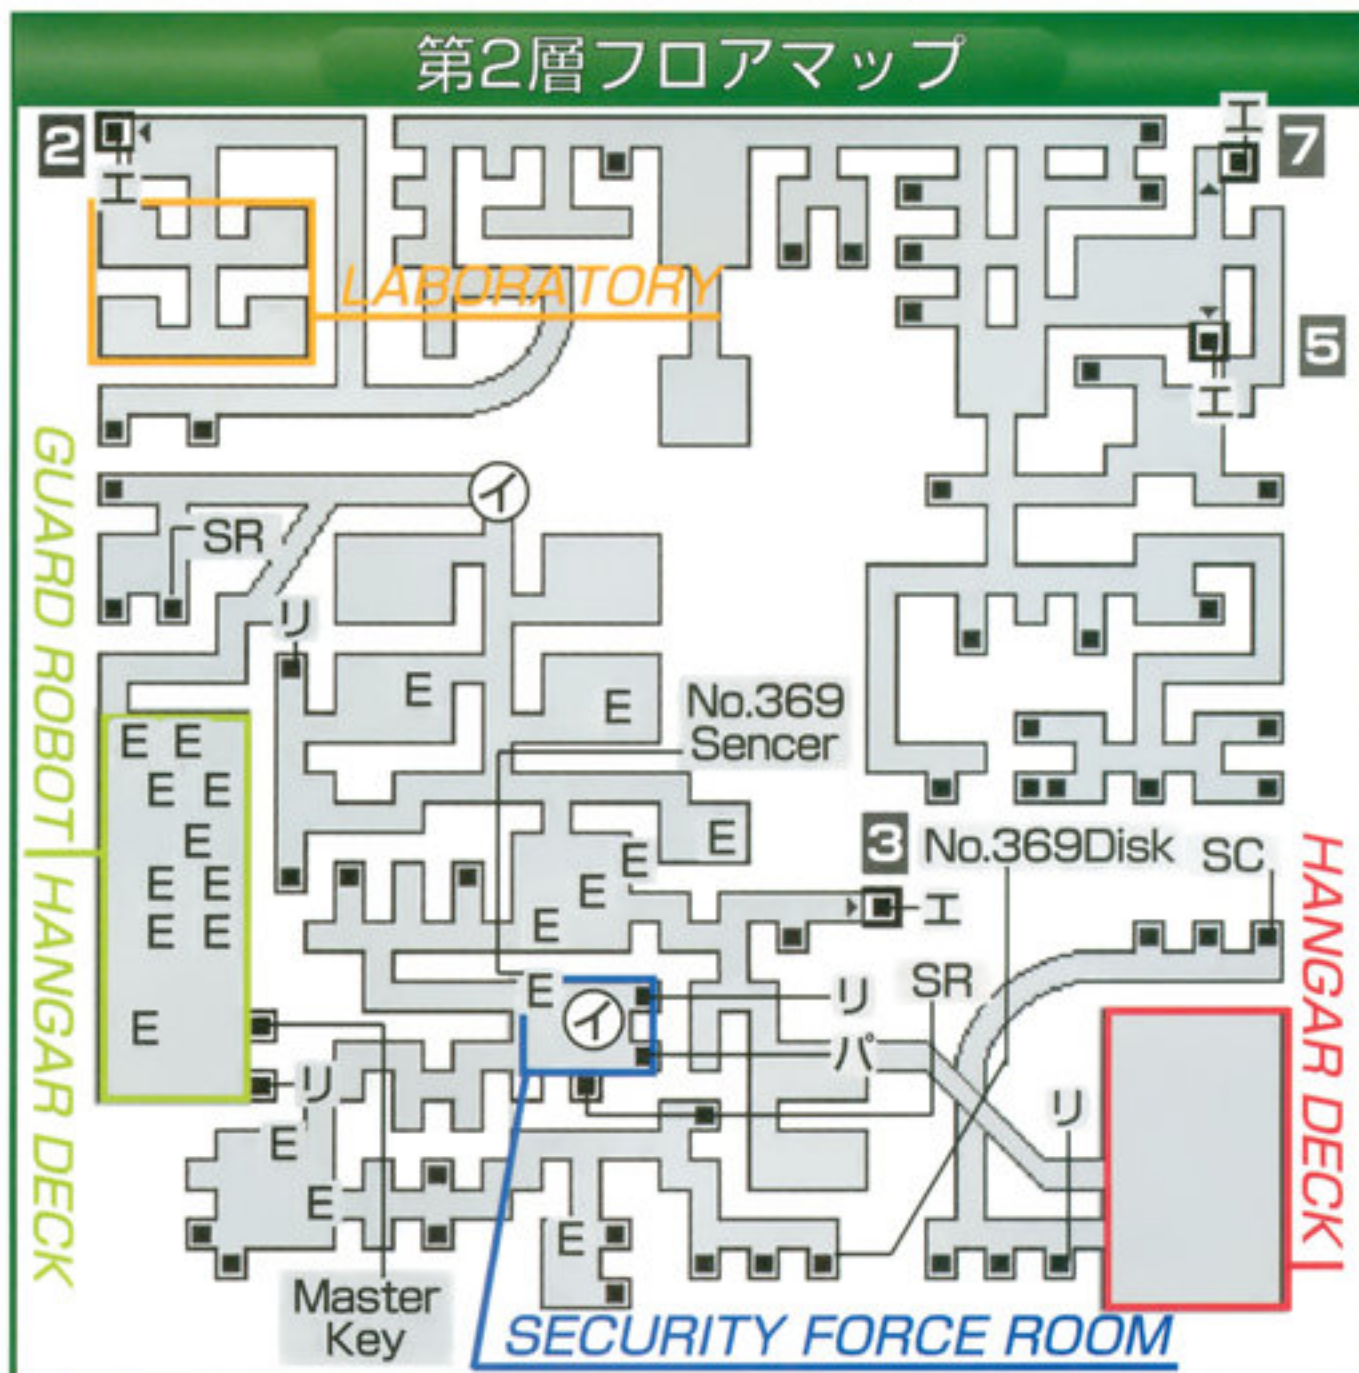 第2層フロアマップ
2
エ
エ
7
LABORATORY
5
エ
GUARD ROBOT
イ
SR
リ
E
E
No.369
Sencer
E E
E E
E
E E
E E
E
E
E
E
E
3
No.369Disk
SC
エ
HANGAR DECK
E
イ
リ
SR
パ
リ
リ
E
E
E
HANGAR DECK
Master
Key
SECURITY FORCE ROOM